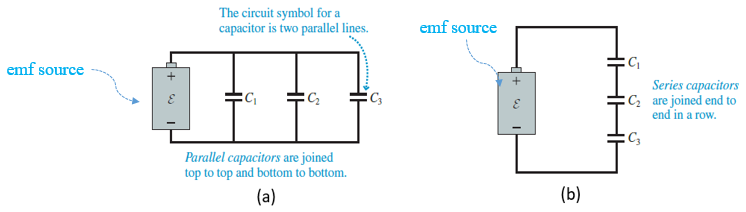 The circuit symbol for a
capacitor is two parallel lines.
emf source
+
ℰ
−
C₁
C₂
C₃
Parallel capacitors are joined
top to top and bottom to bottom.
(a)
emf source
+
ℰ
−
C₁
C₂
C₃
Series capacitors
are joined end to
end in a row.
(b)